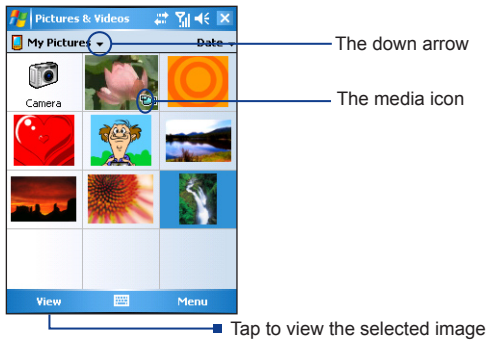 Pictures & Videos
My Pictures Date
The down arrow
Camera
The media icon
View Menu
Tap to view the selected image